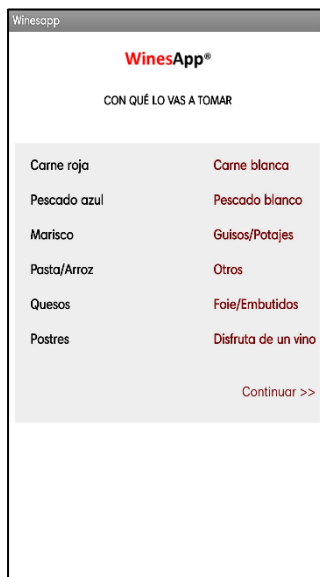 Winesapp
WinesApp®
CON QUÉ LO VAS A TOMAR
Carne roja Carne blanca
Pescado azul Pescado blanco
Marisco Guisos/Potajes
Pasta/Arroz Otros
Quesos Foie/Embutidos
Postres Disfruta de un vino
Continuar >>